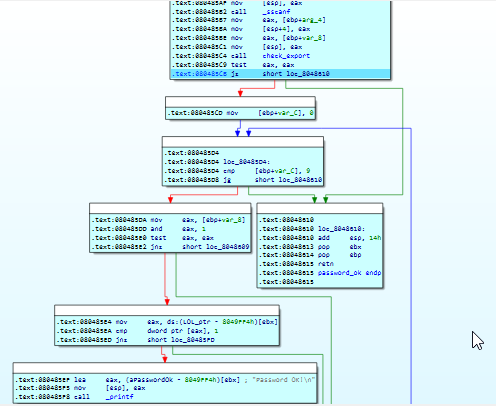 .text:080485AF mov [esp], eax
.text:080485B2 call _sscanf
.text:080485B7 mov eax, [ebp+arg_4]
.text:080485BA mov [esp+4], eax
.text:080485BE mov eax, [ebp+var_8]
.text:080485C1 mov [esp], eax
.text:080485C4 call check_export
.text:080485C9 test eax, eax
.text:080485CB jz short loc_8048610
.text:080485CD mov [ebp+var_C], 0
.text:080485D4
.text:080485D4 loc_80485D4:
.text:080485D4 cmp [ebp+var_C], 9
.text:080485D8 jg short loc_8048610
.text:080485DA mov eax, [ebp+var_8]
.text:080485DD and eax, 1
.text:080485E0 test eax, eax
.text:080485E2 jnz short loc_8048609
.text:08048610
.text:08048610 loc_8048610:
.text:08048610 add esp, 14h
.text:08048613 pop ebx
.text:08048614 pop ebp
.text:08048615 retn
.text:08048615 password_ok endp
.text:080485E4 mov eax, ds:(LOL_ptr - 8049FF4h)[ebx]
.text:080485EA cmp dword ptr [eax], 1
.text:080485ED jnz short loc_80485FD
.text:080485EF lea eax, (aPasswordOk - 8049FF4h)[ebx] ; "Password OK!\n"
.text:080485F5 mov [esp], eax
.text:080485F8 call _printf